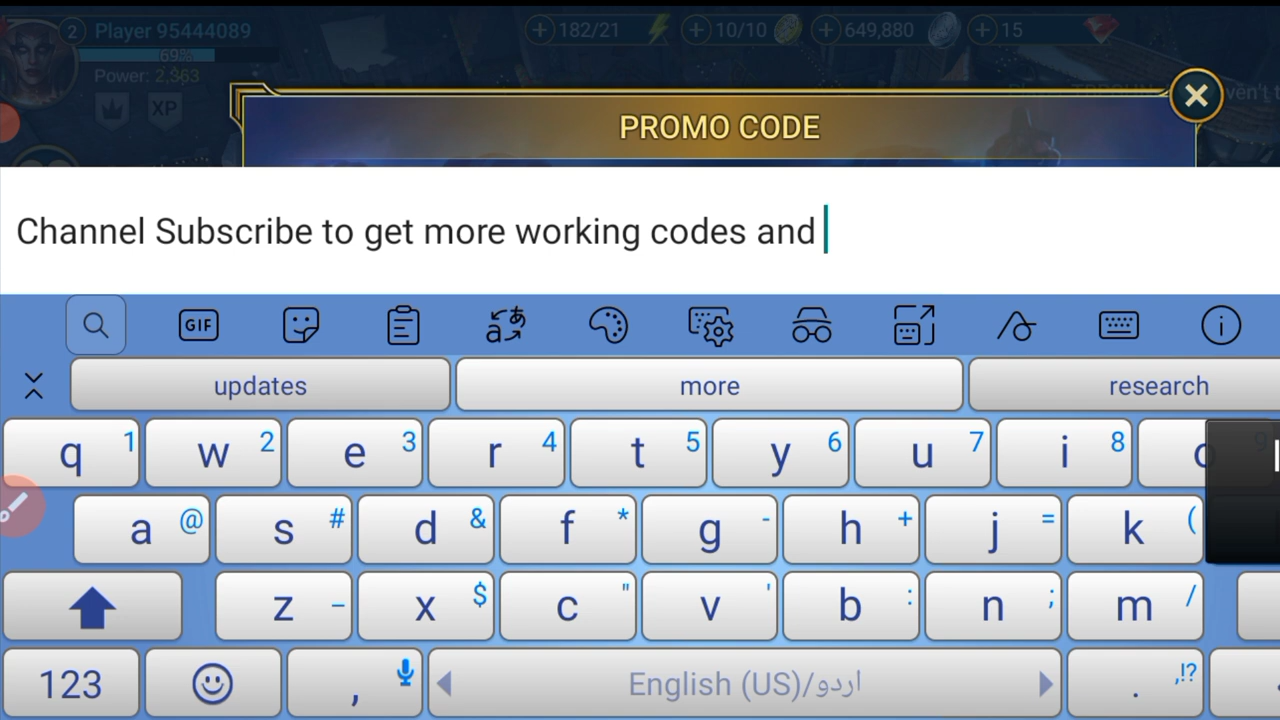 2 Player 95444089 182/21 10/10 649,880 15
69%
Power: 2,363
XP
PROMO CODE
Channel Subscribe to get more working codes and
GIF
updates more research
q 1 w 2 e 3 r 4 t 5 y 6 u 7 i 8 o 9
a @ s # d & f * g - h + j = k (
z – x $ c " v ' b : n ; m /
123 , English (US)/اردو . ,!?